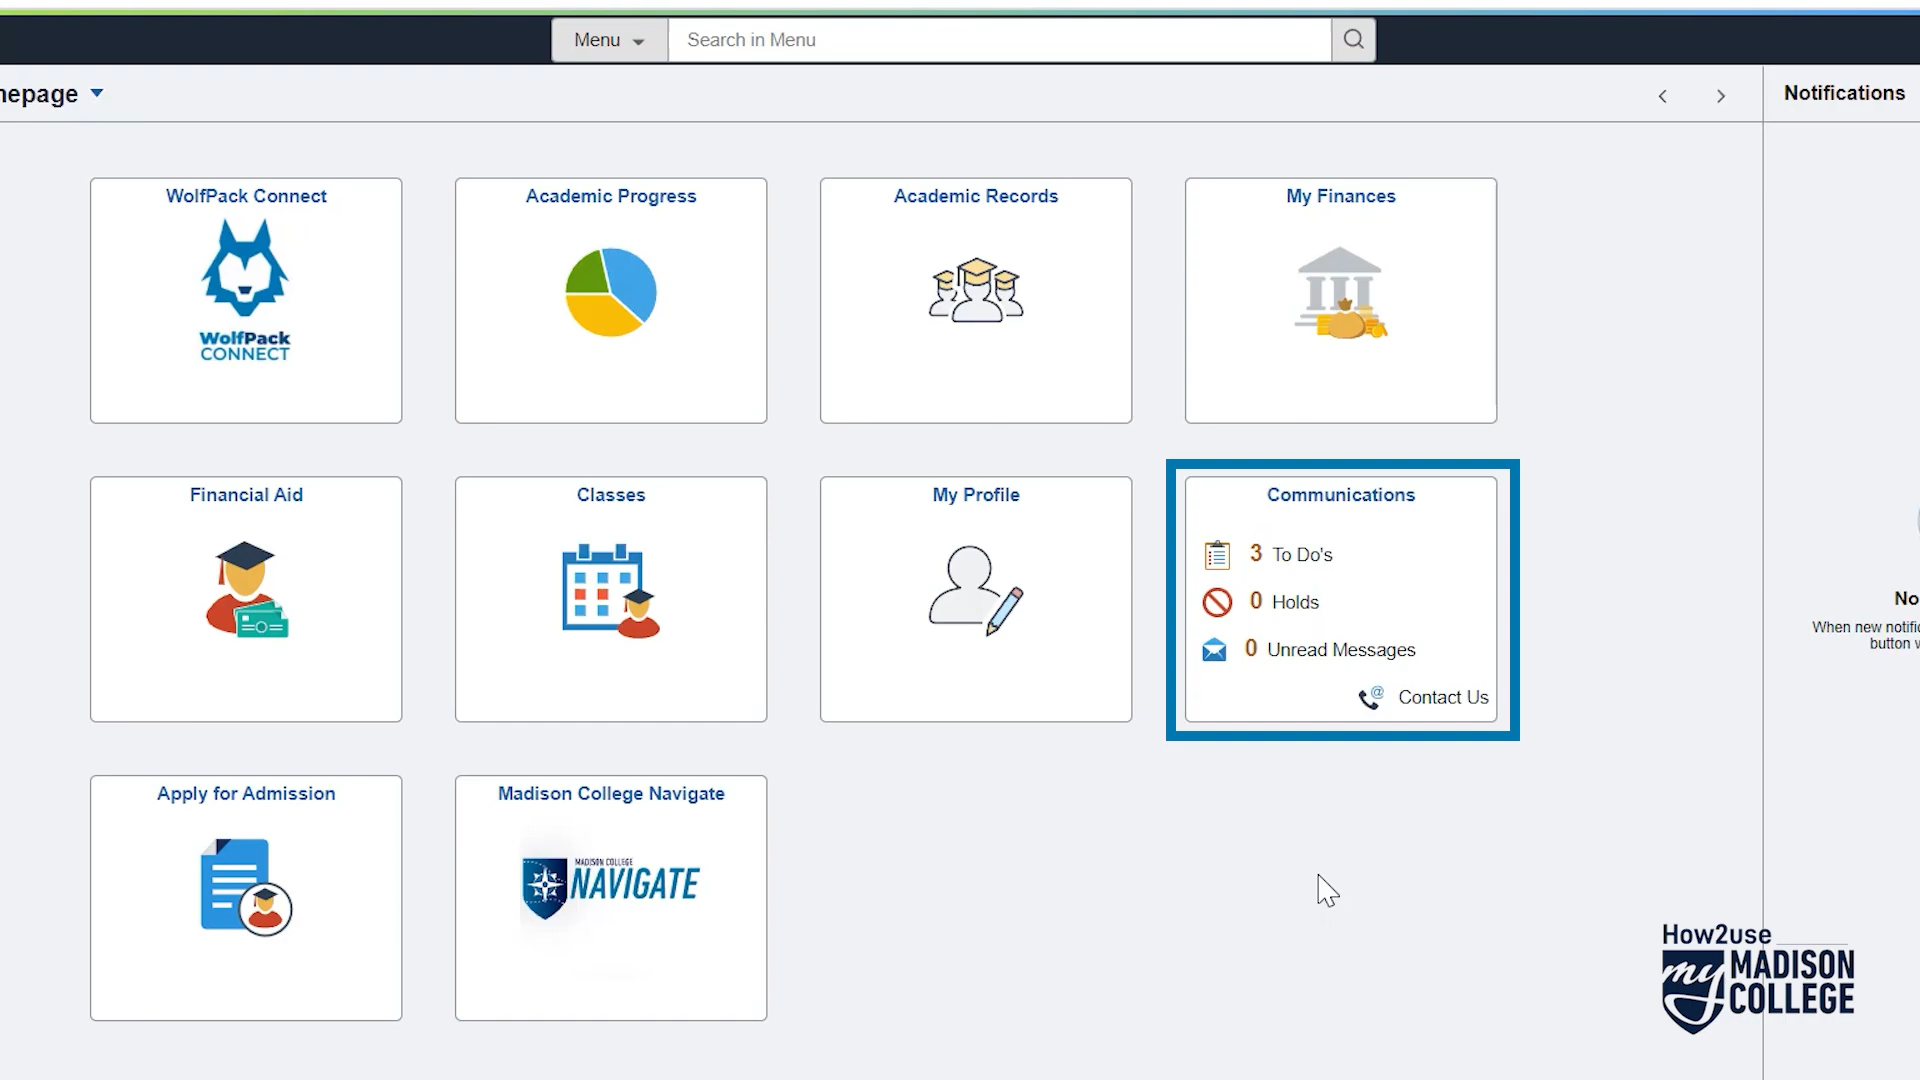 Menu
Search in Menu
nepage
Notifications
WolfPack Connect
WolfPack
CONNECT
Academic Progress
Academic Records
My Finances
Financial Aid
Classes
My Profile
Communications
3 To Do's
0 Holds
0 Unread Messages
@
Contact Us
No
When new notific
button v
Apply for Admission
Madison College Navigate
MADISON COLLEGE
NAVIGATE
How2use
my MADISON
COLLEGE